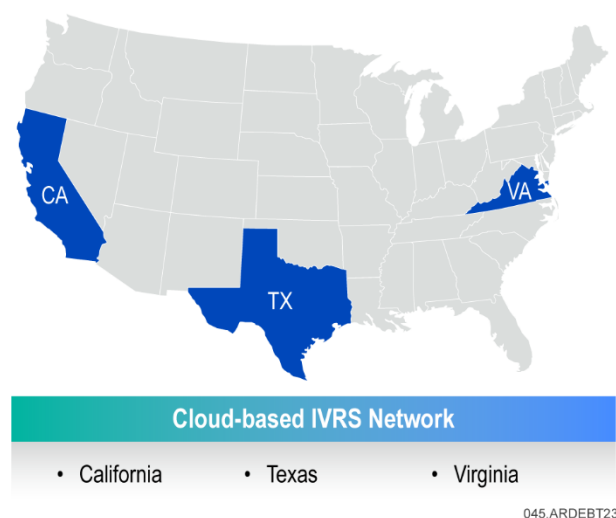 CA
VA
TX
Cloud-based IVRS Network
• California • Texas • Virginia
045.ARDEBT23